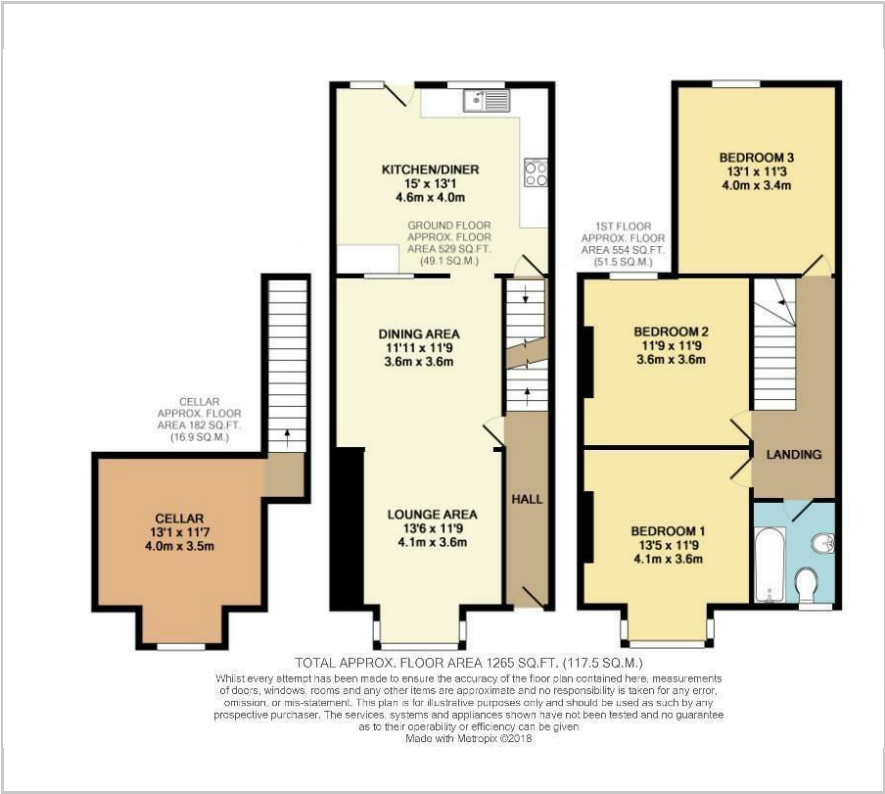 KITCHEN/DINER
15' x 13'1
4.6m x 4.0m
GROUND FLOOR
APPROX. FLOOR
AREA 529 SQ.FT.
(49.1 SQ.M.)
DINING AREA
11'11 x 11'9
3.6m x 3.6m
LOUNGE AREA
13'6 x 11'9
4.1m x 3.6m
HALL
CELLAR
APPROX. FLOOR
AREA 182 SQ.FT.
(16.9 SQ.M.)
CELLAR
13'1 x 11'7
4.0m x 3.5m
BEDROOM 3
13'1 x 11'3
4.0m x 3.4m
1ST FLOOR
APPROX. FLOOR
AREA 554 SQ.FT.
(51.5 SQ.M.)
BEDROOM 2
11'9 x 11'9
3.6m x 3.6m
LANDING
BEDROOM 1
13'5 x 11'9
4.1m x 3.6m
TOTAL APPROX. FLOOR AREA 1265 SQ.FT. (117.5 SQ.M.)
Whilst every attempt has been made to ensure the accuracy of the floor plan contained here, measurements
of doors, windows, rooms and any other items are approximate and no responsibility is taken for any error,
omission, or mis-statement. This plan is for illustrative purposes only and should be used as such by any
prospective purchaser. The services, systems and appliances shown have not been tested and no guarantee
as to their operability or efficiency can be given
Made with Metropix ©2018